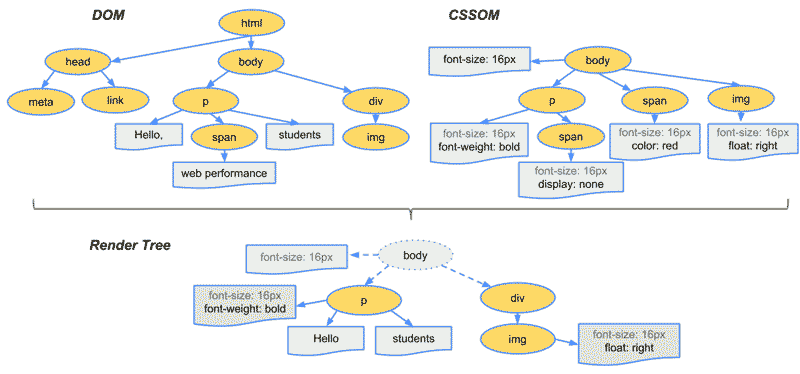 DOM
html
head
body
meta
link
p
div
Hello,
span
students
img
web performance
CSSOM
font-size: 16px
body
p
span
img
font-size: 16px
font-weight: bold
span
font-size: 16px
color: red
font-size: 16px
float: right
font-size: 16px
display: none
Render Tree
font-size: 16px
body
font-size: 16px
font-weight: bold
p
div
Hello
students
img
font-size: 16px
float: right